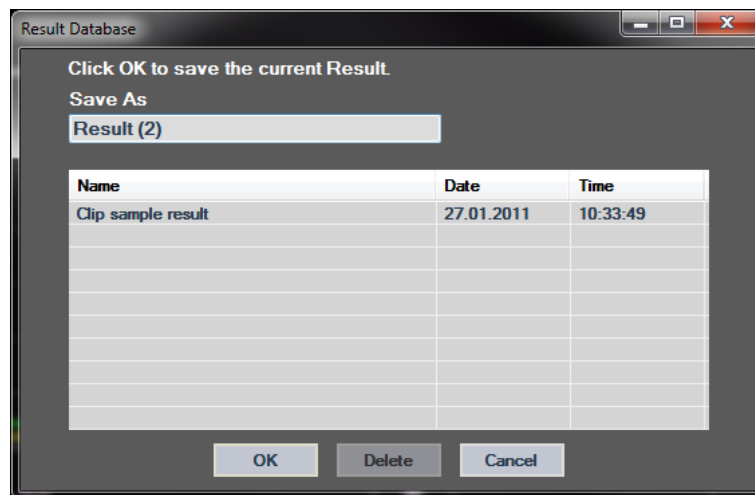 Result Database
Click OK to save the current Result.
Save As
Result (2)
Name Date Time
Clip sample result 27.01.2011 10:33:49
OK Delete Cancel